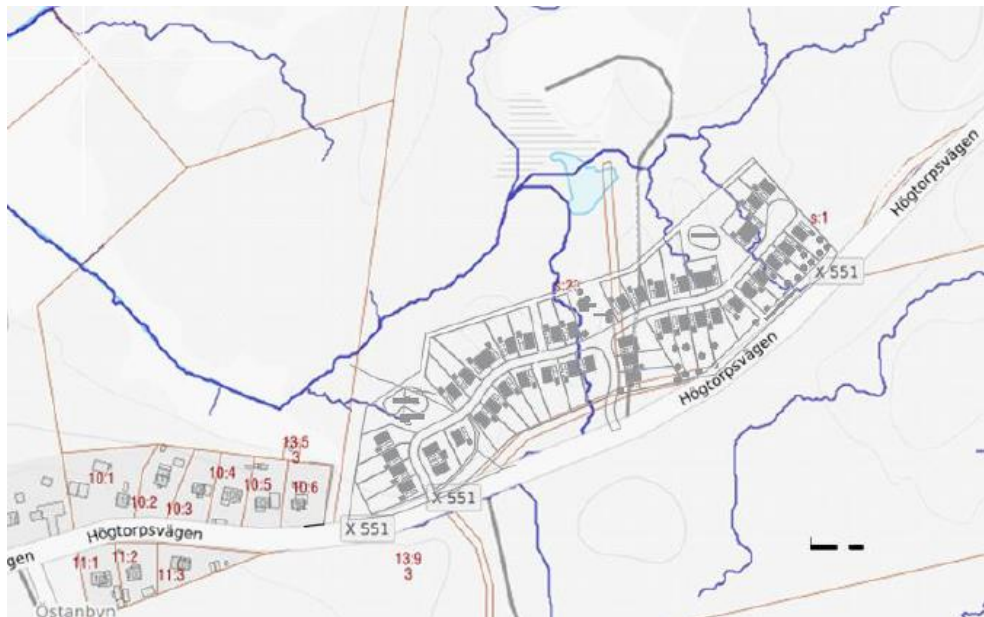 Högtorpsvägen
s:1
X 551
s:2
Högtorpsvägen
13:5
3
10:1
10:4
10:5
10:6
10:2
10:3
X 551
X 551
Högtorpsvägen
gen
11:1
11:2
11:3
13:9
3
Östanbyn